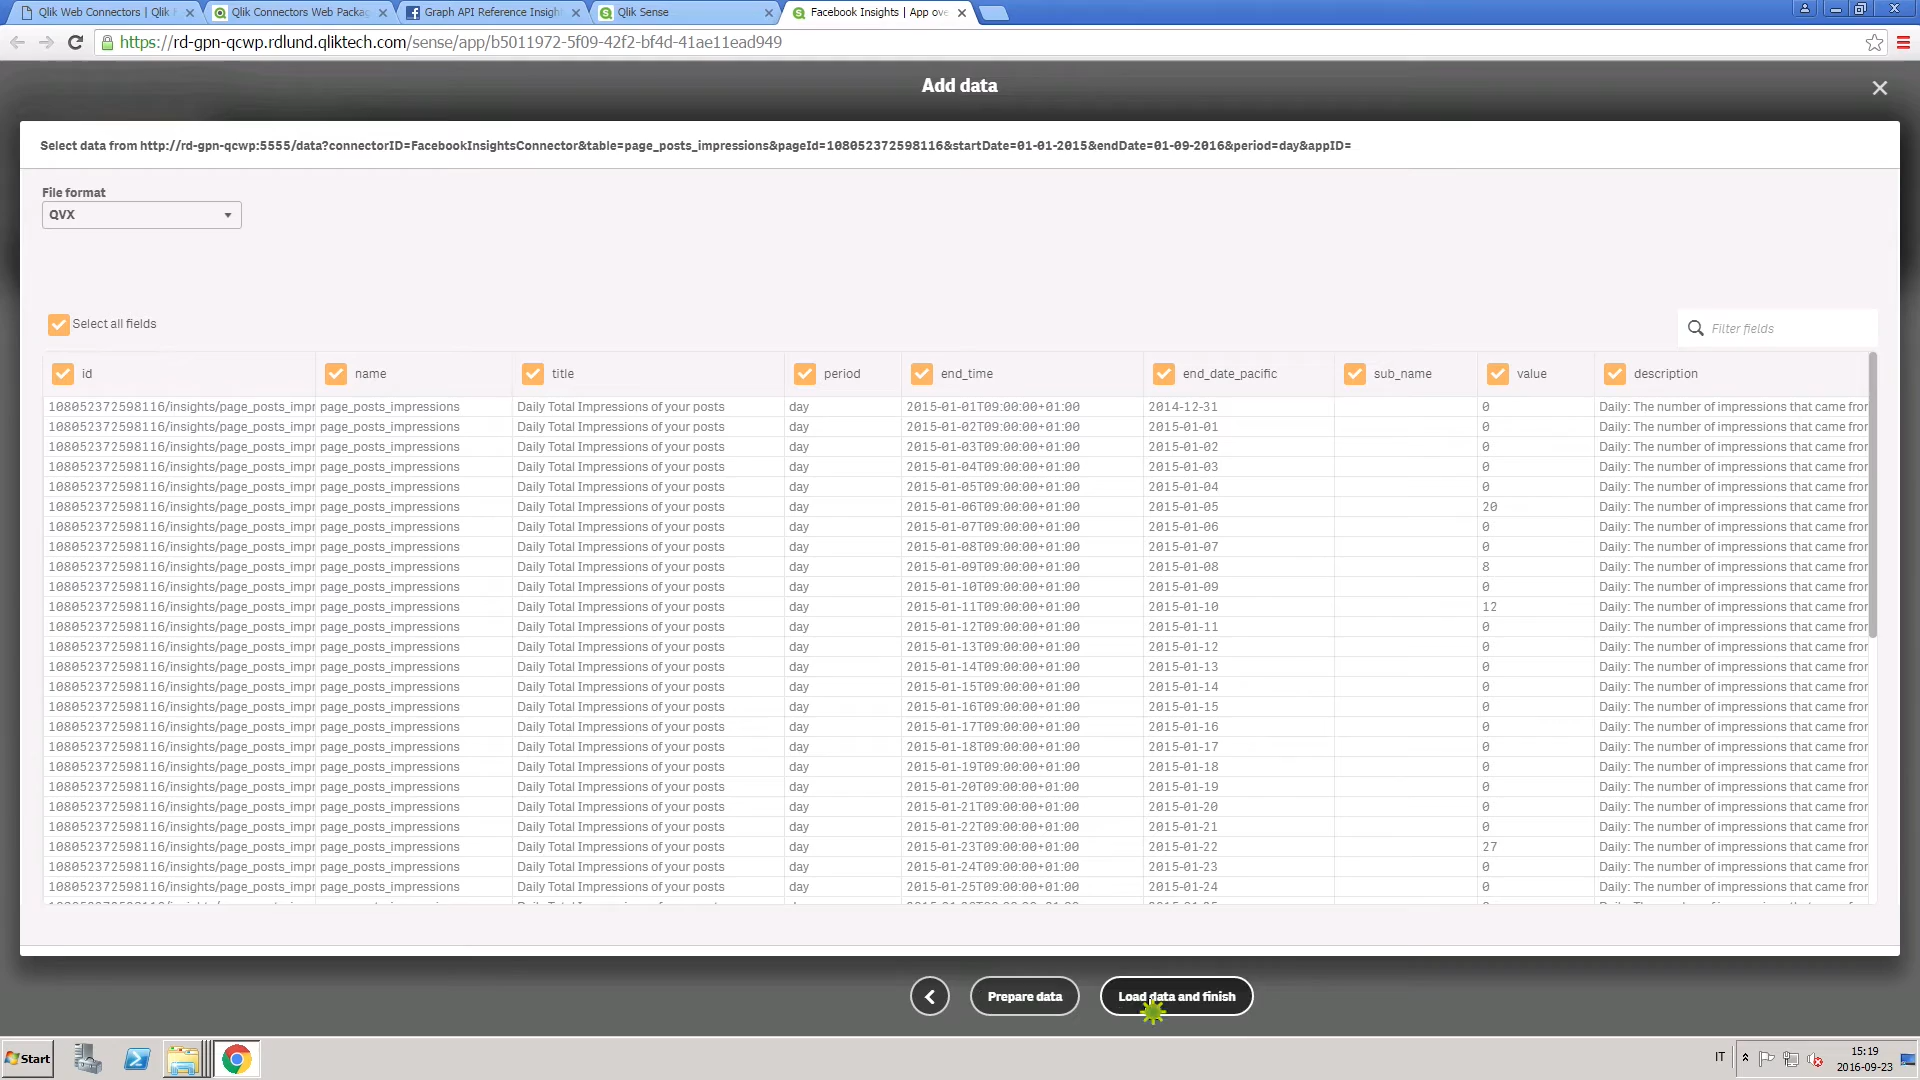 Qlik Web Connectors | Qlik
Qlik Connectors Web Packag
Graph API Reference Insigh
Qlik Sense
Facebook Insights | App ove
https://rd-gpn-qcwp.rdlund.qliktech.com/sense/app/b5011972-5f09-42f2-bf4d-41ae11ead949
Add data
Select data from http://rd-gpn-qcwp:5555/data?connectorID=FacebookInsightsConnector&table=page_posts_impressions&pageId=108052372598116&startDate=01-01-2015&endDate=01-09-2016&period=day&appID=
File format
QVX
Select all fields
Filter fields
id name title period end_time end_date_pacific sub_name value description
108052372598116/insights/page_posts_impr page_posts_impressions Daily Total Impressions of your posts day 2015-01-01T09:00:00+01:00 2014-12-31 0 Daily: The number of impressions that came fror
108052372598116/insights/page_posts_impr page_posts_impressions Daily Total Impressions of your posts day 2015-01-02T09:00:00+01:00 2015-01-01 0 Daily: The number of impressions that came fror
108052372598116/insights/page_posts_impr page_posts_impressions Daily Total Impressions of your posts day 2015-01-03T09:00:00+01:00 2015-01-02 0 Daily: The number of impressions that came fror
108052372598116/insights/page_posts_impr page_posts_impressions Daily Total Impressions of your posts day 2015-01-04T09:00:00+01:00 2015-01-03 0 Daily: The number of impressions that came fror
108052372598116/insights/page_posts_impr page_posts_impressions Daily Total Impressions of your posts day 2015-01-05T09:00:00+01:00 2015-01-04 0 Daily: The number of impressions that came fror
108052372598116/insights/page_posts_impr page_posts_impressions Daily Total Impressions of your posts day 2015-01-06T09:00:00+01:00 2015-01-05 20 Daily: The number of impressions that came fror
108052372598116/insights/page_posts_impr page_posts_impressions Daily Total Impressions of your posts day 2015-01-07T09:00:00+01:00 2015-01-06 0 Daily: The number of impressions that came fror
108052372598116/insights/page_posts_impr page_posts_impressions Daily Total Impressions of your posts day 2015-01-08T09:00:00+01:00 2015-01-07 0 Daily: The number of impressions that came fror
108052372598116/insights/page_posts_impr page_posts_impressions Daily Total Impressions of your posts day 2015-01-09T09:00:00+01:00 2015-01-08 8 Daily: The number of impressions that came fror
108052372598116/insights/page_posts_impr page_posts_impressions Daily Total Impressions of your posts day 2015-01-10T09:00:00+01:00 2015-01-09 0 Daily: The number of impressions that came fror
108052372598116/insights/page_posts_impr page_posts_impressions Daily Total Impressions of your posts day 2015-01-11T09:00:00+01:00 2015-01-10 12 Daily: The number of impressions that came fror
108052372598116/insights/page_posts_impr page_posts_impressions Daily Total Impressions of your posts day 2015-01-12T09:00:00+01:00 2015-01-11 0 Daily: The number of impressions that came fror
108052372598116/insights/page_posts_impr page_posts_impressions Daily Total Impressions of your posts day 2015-01-13T09:00:00+01:00 2015-01-12 0 Daily: The number of impressions that came fror
108052372598116/insights/page_posts_impr page_posts_impressions Daily Total Impressions of your posts day 2015-01-14T09:00:00+01:00 2015-01-13 0 Daily: The number of impressions that came fror
108052372598116/insights/page_posts_impr page_posts_impressions Daily Total Impressions of your posts day 2015-01-15T09:00:00+01:00 2015-01-14 0 Daily: The number of impressions that came fror
108052372598116/insights/page_posts_impr page_posts_impressions Daily Total Impressions of your posts day 2015-01-16T09:00:00+01:00 2015-01-15 0 Daily: The number of impressions that came fror
108052372598116/insights/page_posts_impr page_posts_impressions Daily Total Impressions of your posts day 2015-01-17T09:00:00+01:00 2015-01-16 0 Daily: The number of impressions that came fror
108052372598116/insights/page_posts_impr page_posts_impressions Daily Total Impressions of your posts day 2015-01-18T09:00:00+01:00 2015-01-17 0 Daily: The number of impressions that came fror
108052372598116/insights/page_posts_impr page_posts_impressions Daily Total Impressions of your posts day 2015-01-19T09:00:00+01:00 2015-01-18 0 Daily: The number of impressions that came fror
108052372598116/insights/page_posts_impr page_posts_impressions Daily Total Impressions of your posts day 2015-01-20T09:00:00+01:00 2015-01-19 0 Daily: The number of impressions that came fror
108052372598116/insights/page_posts_impr page_posts_impressions Daily Total Impressions of your posts day 2015-01-21T09:00:00+01:00 2015-01-20 0 Daily: The number of impressions that came fror
108052372598116/insights/page_posts_impr page_posts_impressions Daily Total Impressions of your posts day 2015-01-22T09:00:00+01:00 2015-01-21 0 Daily: The number of impressions that came fror
108052372598116/insights/page_posts_impr page_posts_impressions Daily Total Impressions of your posts day 2015-01-23T09:00:00+01:00 2015-01-22 27 Daily: The number of impressions that came fror
108052372598116/insights/page_posts_impr page_posts_impressions Daily Total Impressions of your posts day 2015-01-24T09:00:00+01:00 2015-01-23 0 Daily: The number of impressions that came fror
108052372598116/insights/page_posts_impr page_posts_impressions Daily Total Impressions of your posts day 2015-01-25T09:00:00+01:00 2015-01-24 0 Daily: The number of impressions that came fror
Prepare data
Load data and finish
Start
IT
15:19
2016-09-23